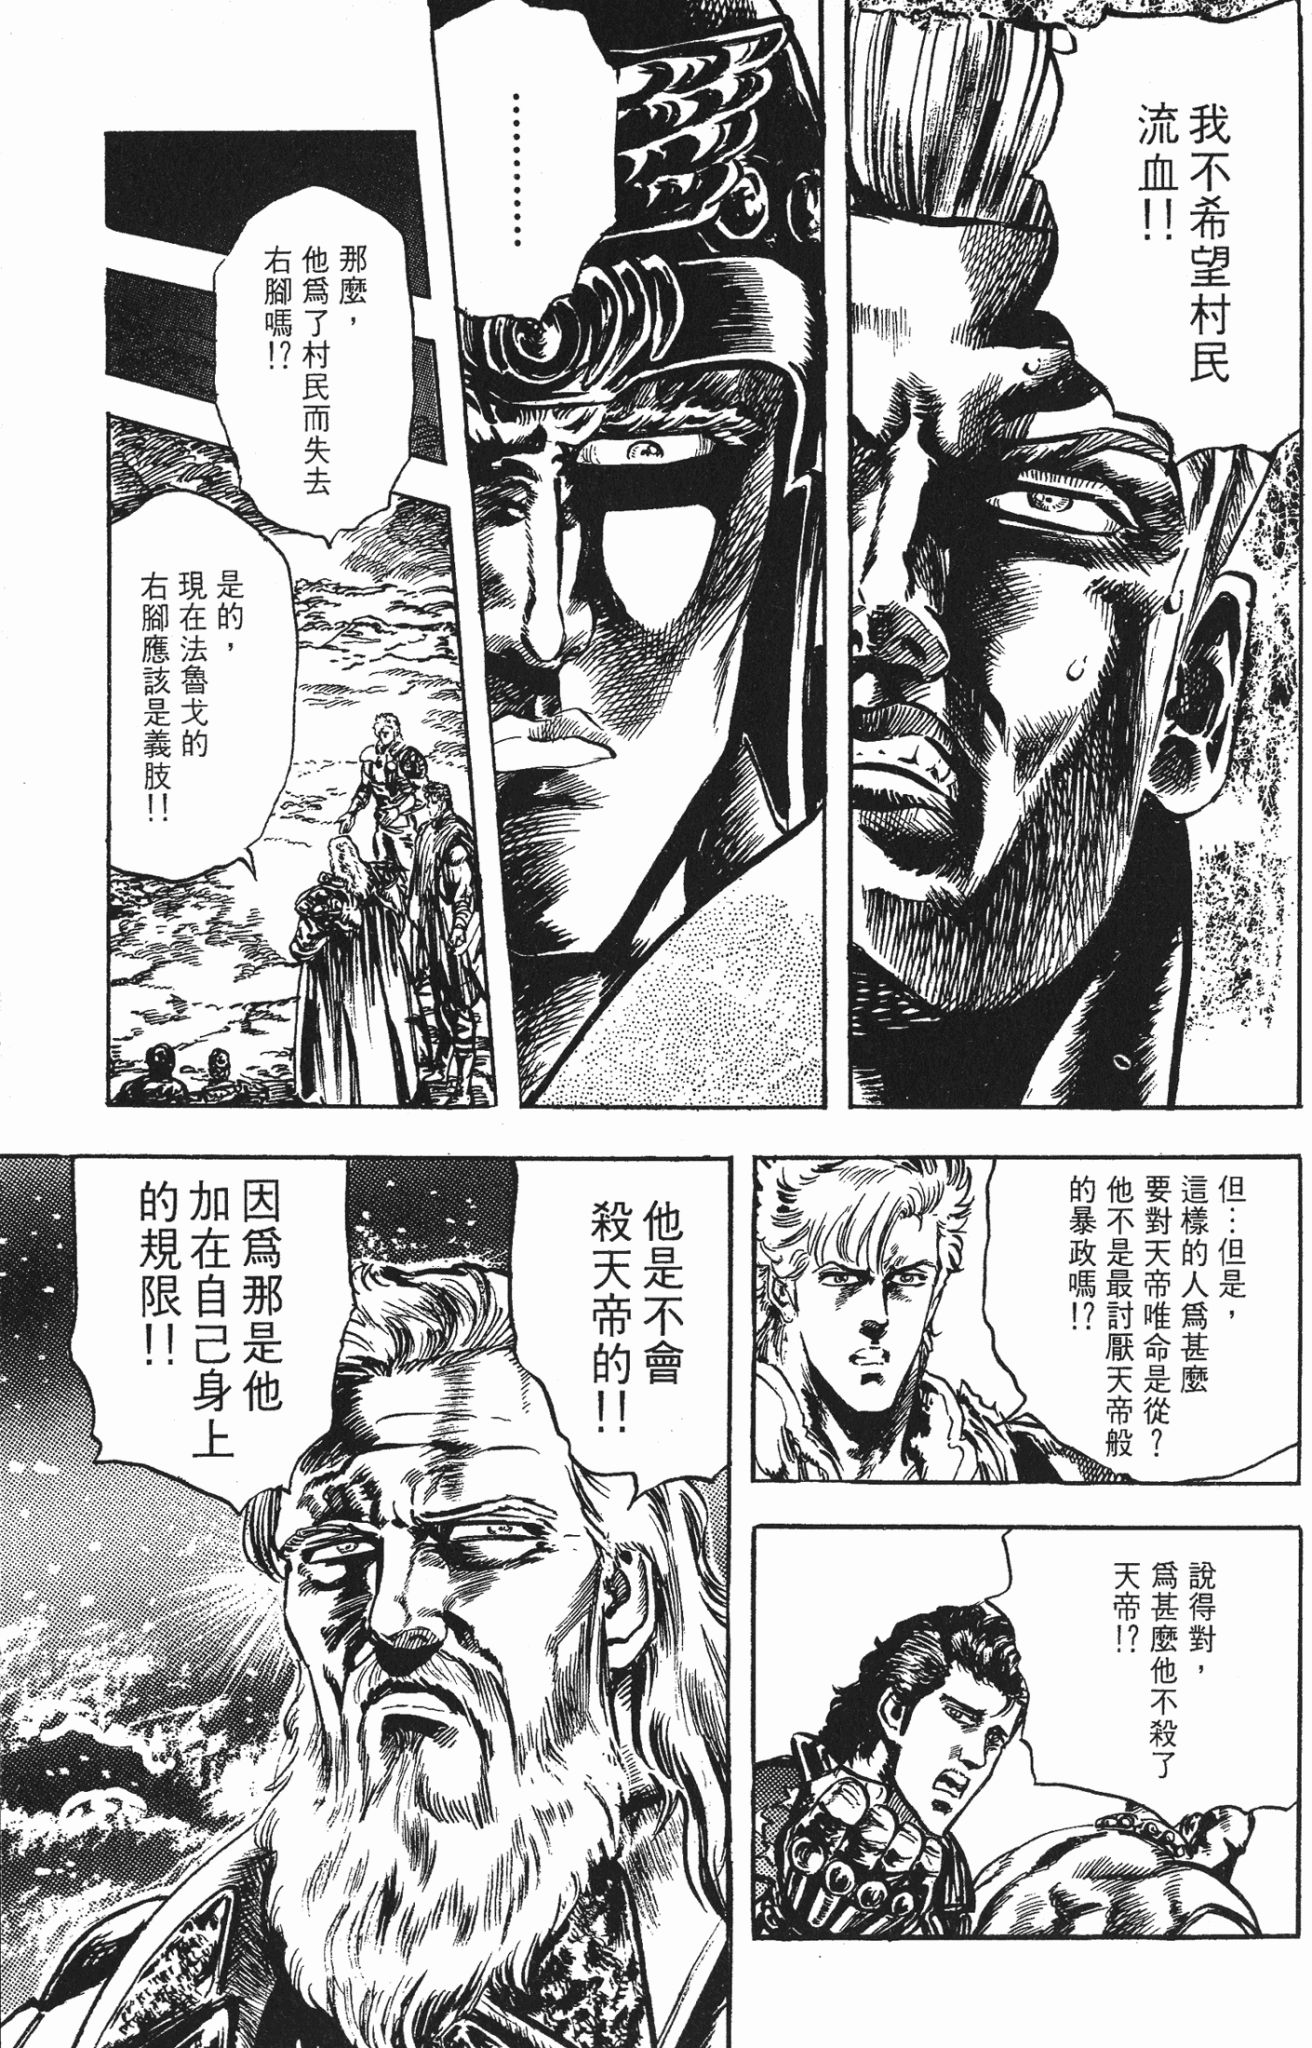 我不希望村民
流血!!
…………
那麼，
他爲了村民而失去
右腳嗎!?
是的，
現在法魯戈的
右腳應該是義肢!!
但…但是，
這樣的人爲甚麼
要對天帝唯命是從？
他不是最討厭天帝般
的暴政嗎!?
說得對，
爲甚麼他不殺了
天帝!?
他是不會
殺天帝的!!
因爲那是他
加在自己身上
的規限!!